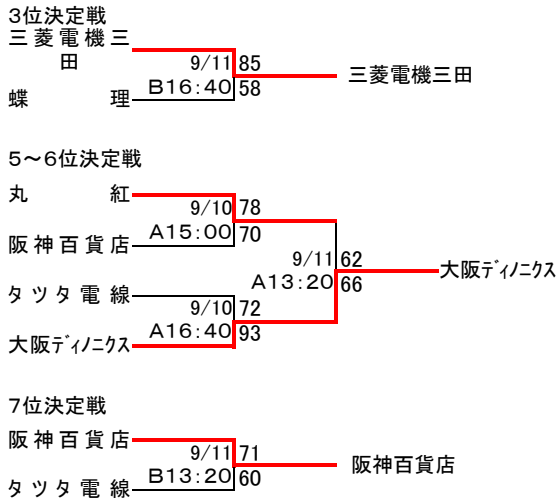 3位決定戦
三菱電機三
田
9/11 85
B16:40 58
三菱電機三田
蝶 理
5～6位決定戦
丸 紅
9/10 78
A15:00 70
阪神百貨店
9/11 62
A13:20 66
大阪ディノニクス
タツタ電線
9/10 72
A16:40 93
大阪ディノニクス
7位決定戦
阪神百貨店
9/11 71
B13:20 60
阪神百貨店
タツタ電線